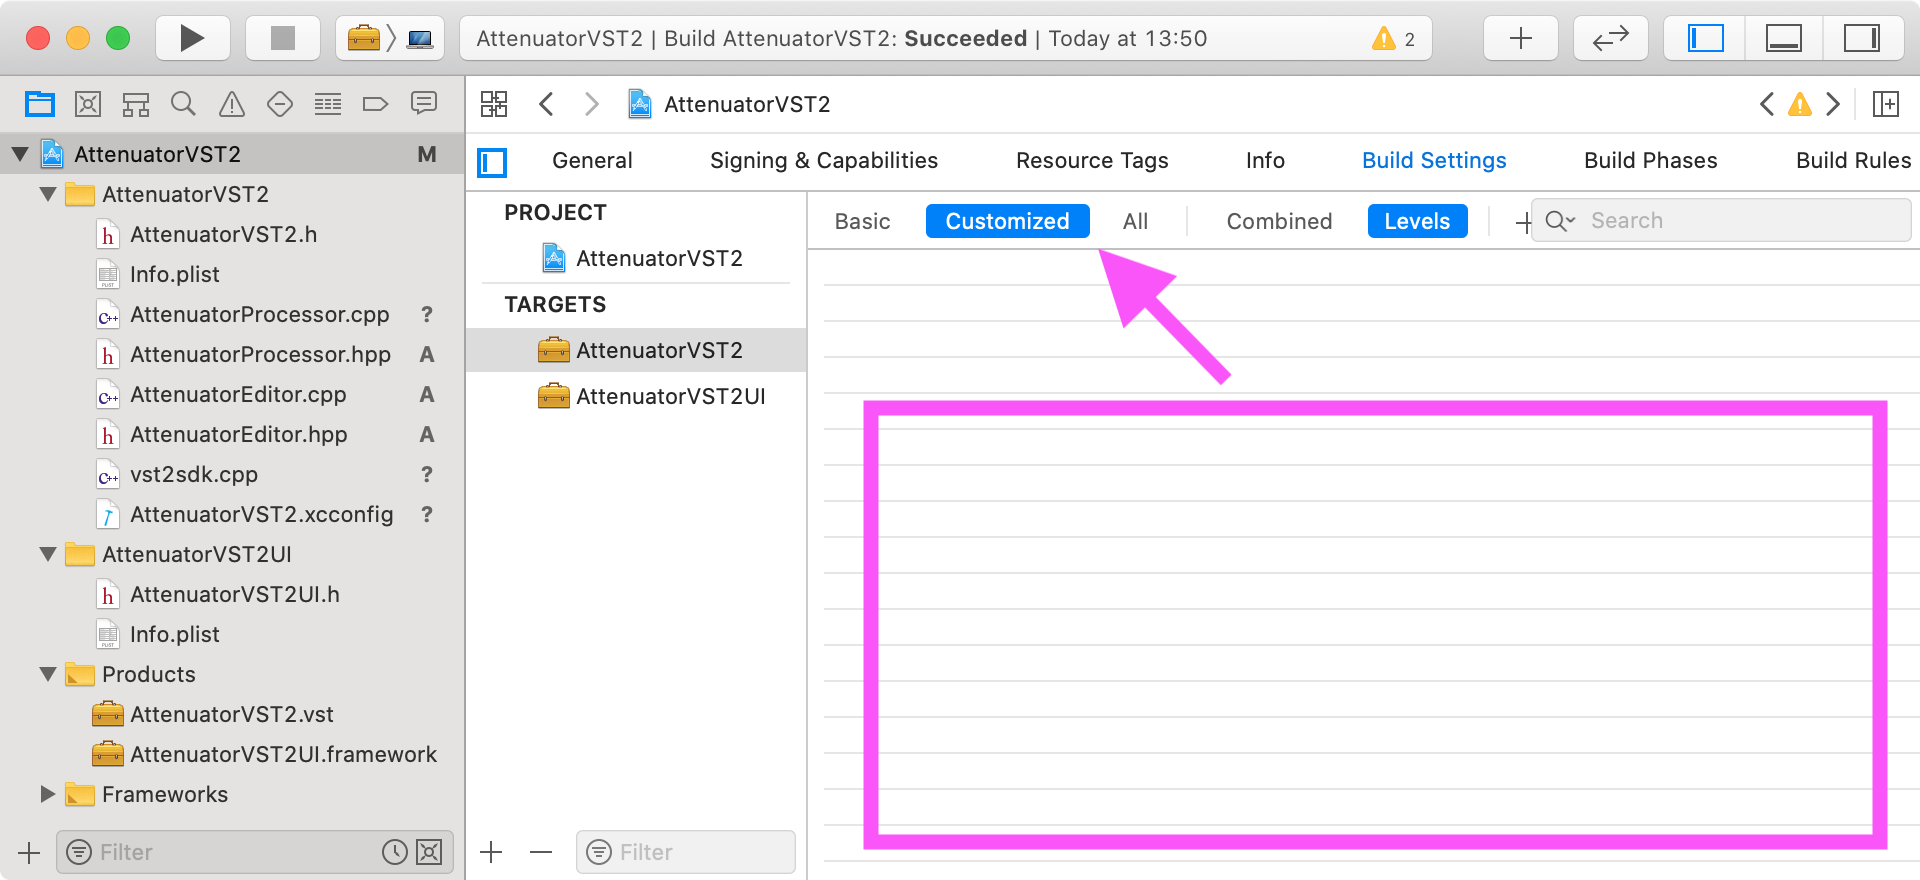 AttenuatorVST2 | Build AttenuatorVST2: Succeeded | Today at 13:50 2
AttenuatorVST2
General Signing & Capabilities Resource Tags Info Build Settings Build Phases Build Rules
Basic Customized All Combined Levels Search
AttenuatorVST2 M
AttenuatorVST2
h AttenuatorVST2.h
PLIST Info.plist
C++ AttenuatorProcessor.cpp ?
h AttenuatorProcessor.hpp A
C++ AttenuatorEditor.cpp A
h AttenuatorEditor.hpp A
C++ vst2sdk.cpp ?
AttenuatorVST2.xcconfig ?
AttenuatorVST2UI
h AttenuatorVST2UI.h
PLIST Info.plist
Products
AttenuatorVST2.vst
AttenuatorVST2UI.framework
Frameworks
Filter
PROJECT
AttenuatorVST2
TARGETS
AttenuatorVST2
AttenuatorVST2UI
Filter